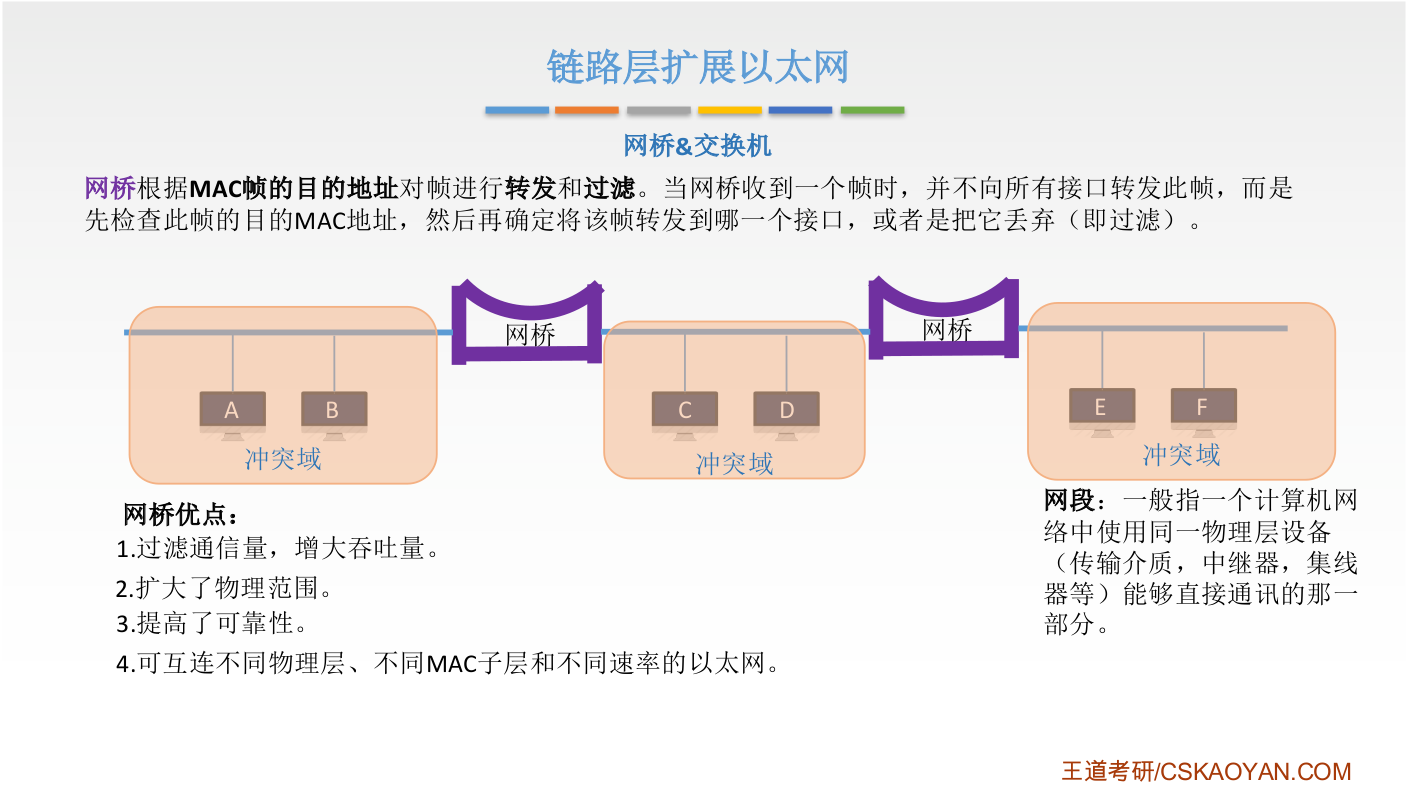 链路层扩展以太网
网桥&交换机
网桥根据MAC帧的目的地址对帧进行转发和过滤。当网桥收到一个帧时，并不向所有接口转发此帧，而是
先检查此帧的目的MAC地址，然后再确定将该帧转发到哪一个接口，或者是把它丢弃（即过滤）。
网桥
网桥
A
B
C
D
E
F
冲突域
冲突域
冲突域
网桥优点：
1.过滤通信量，增大吞吐量。
2.扩大了物理范围。
3.提高了可靠性。
4.可互连不同物理层、不同MAC子层和不同速率的以太网。
网段：一般指一个计算机网
络中使用同一物理层设备
（传输介质，中继器，集线
器等）能够直接通讯的那一
部分。
王道考研/CSKAOYAN.COM